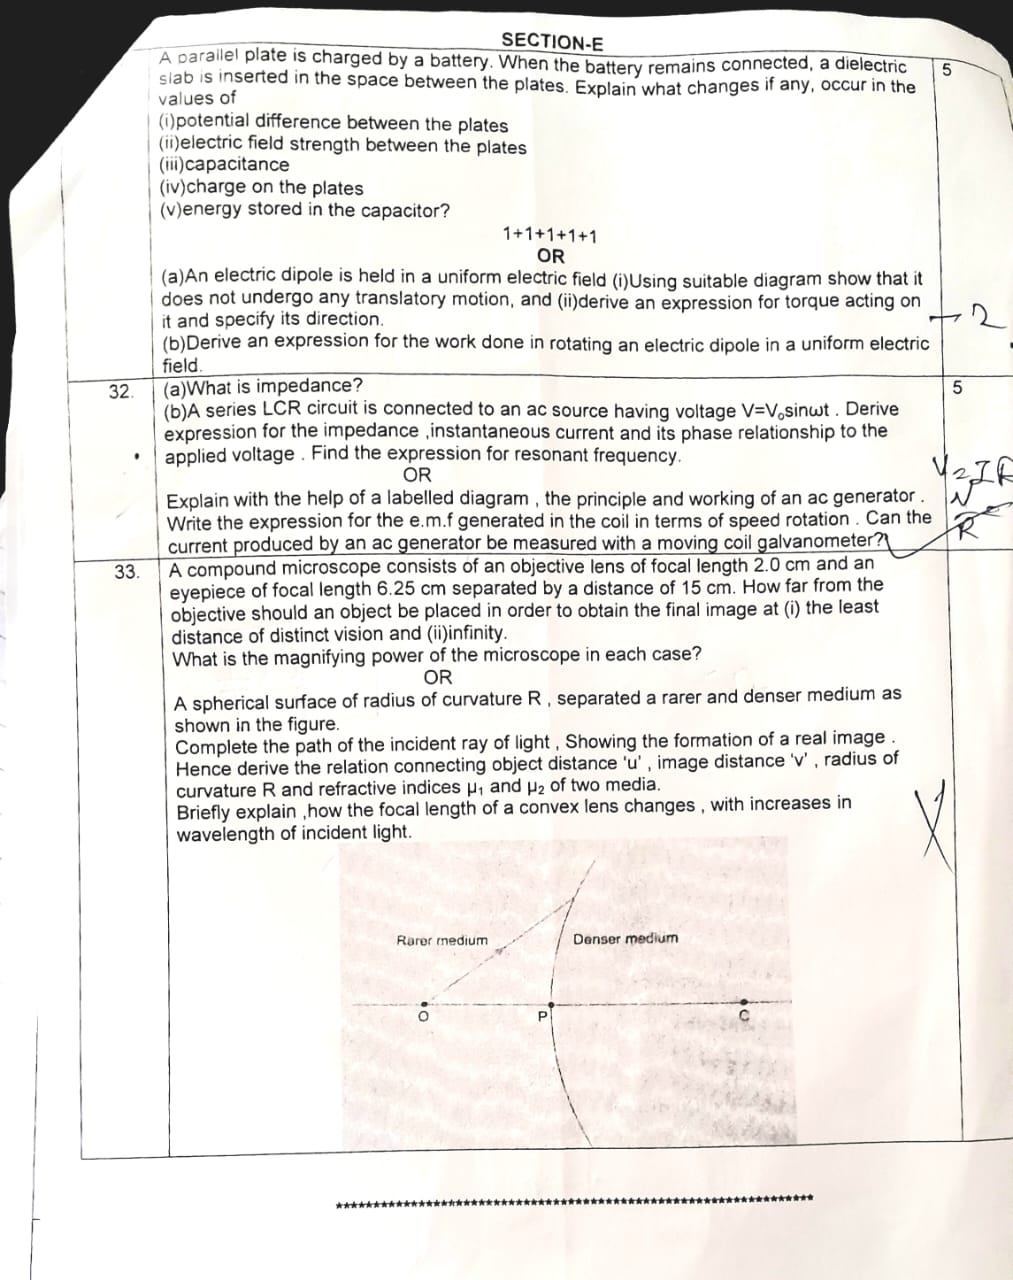 SECTION-E
A parallel plate is charged by a battery. When the battery remains connected, a dielectric
slab is inserted in the space between the plates. Explain what changes if any, occur in the
values of
5
(i)potential difference between the plates
(ii)electric field strength between the plates
(iii)capacitance
(iv)charge on the plates
(v)energy stored in the capacitor?
1+1+1+1+1
OR
(a)An electric dipole is held in a uniform electric field (i)Using suitable diagram show that it
does not undergo any translatory motion, and (ii)derive an expression for torque acting on
it and specify its direction.
2
(b)Derive an expression for the work done in rotating an electric dipole in a uniform electric
field.
32. (a)What is impedance?
5
(b)A series LCR circuit is connected to an ac source having voltage V=V₀sinωt . Derive
expression for the impedance ,instantaneous current and its phase relationship to the
applied voltage . Find the expression for resonant frequency.
OR
Explain with the help of a labelled diagram , the principle and working of an ac generator .
Write the expression for the e.m.f generated in the coil in terms of speed rotation . Can the
current produced by an ac generator be measured with a moving coil galvanometer?
33. A compound microscope consists of an objective lens of focal length 2.0 cm and an
eyepiece of focal length 6.25 cm separated by a distance of 15 cm. How far from the
objective should an object be placed in order to obtain the final image at (i) the least
distance of distinct vision and (ii)infinity.
What is the magnifying power of the microscope in each case?
OR
A spherical surface of radius of curvature R , separated a rarer and denser medium as
shown in the figure.
Complete the path of the incident ray of light , Showing the formation of a real image .
Hence derive the relation connecting object distance 'u' , image distance 'v' , radius of
curvature R and refractive indices μ₁ and μ₂ of two media.
Briefly explain ,how the focal length of a convex lens changes , with increases in
wavelength of incident light.
Rarer medium
Denser medium
O
P
C
****************************************************************